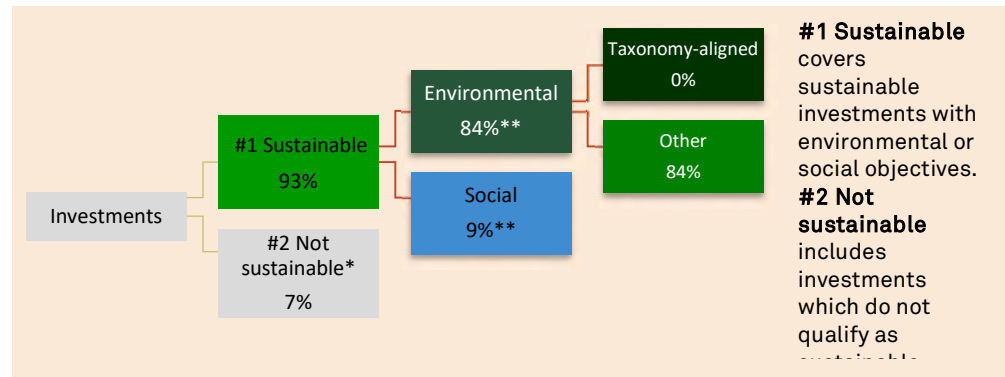 Investments
#1 Sustainable
93%
#2 Not
sustainable*
7%
Environmental
84%**
Social
9%**
Taxonomy-aligned
0%
Other
84%
#1 Sustainable
covers
sustainable
investments with
environmental or
social objectives.
#2 Not
sustainable
includes
investments
which do not
qualify as